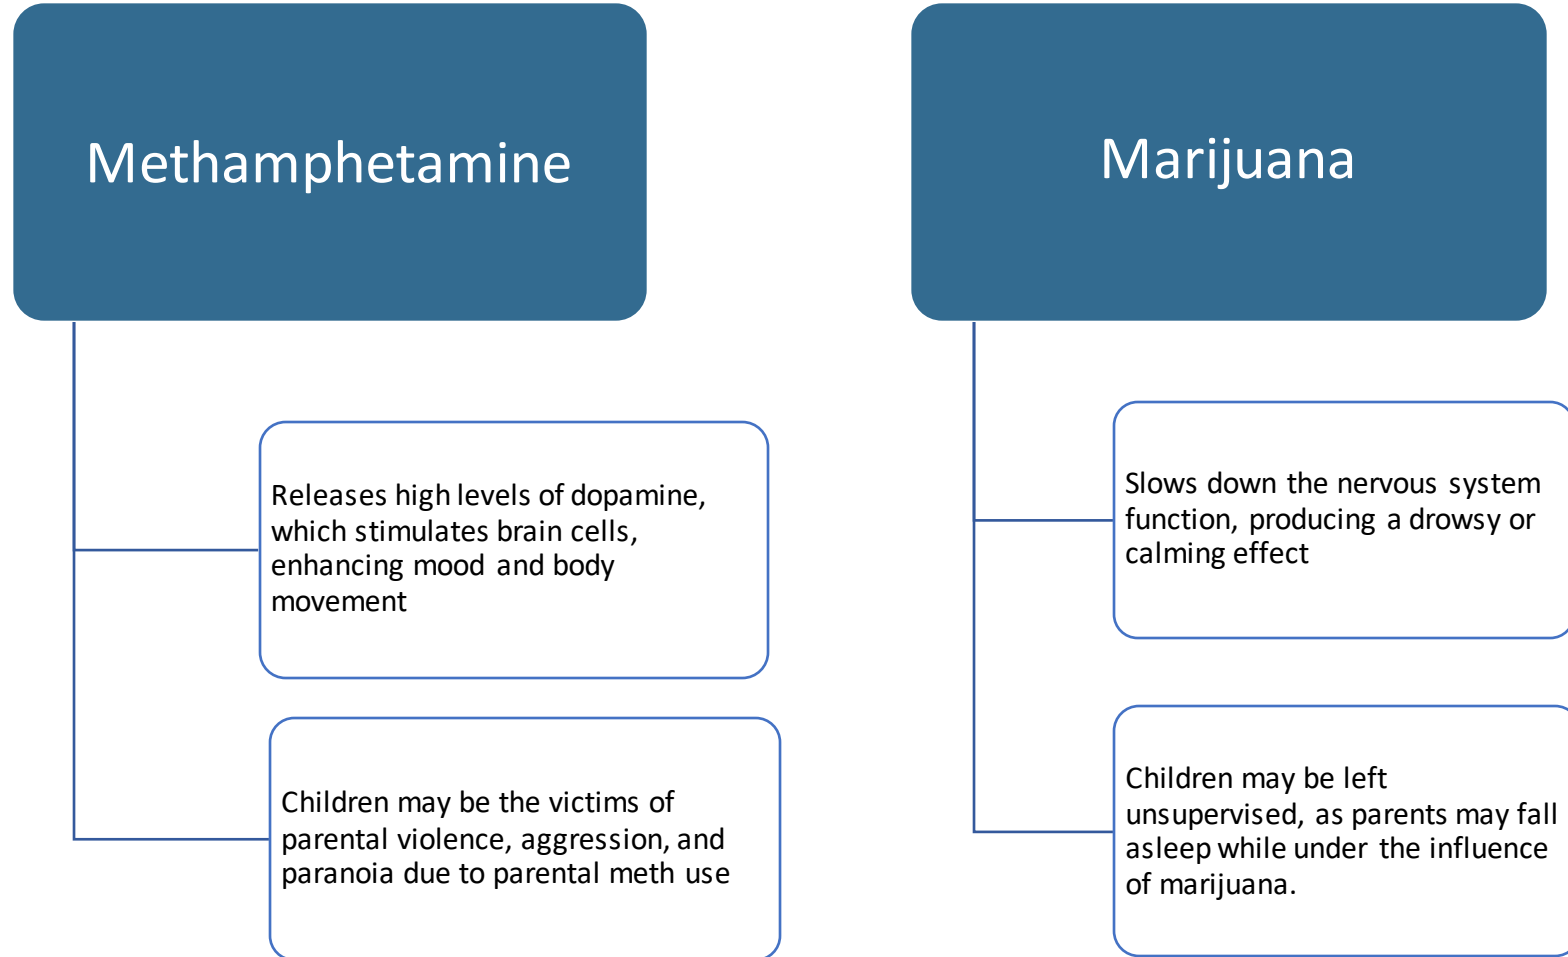 Methamphetamine
Releases high levels of dopamine,
which stimulates brain cells,
enhancing mood and body
movement
Children may be the victims of
parental violence, aggression, and
paranoia due to parental meth use
Marijuana
Slows down the nervous system
function, producing a drowsy or
calming effect
Children may be left
unsupervised, as parents may fall
asleep while under the influence
of marijuana.